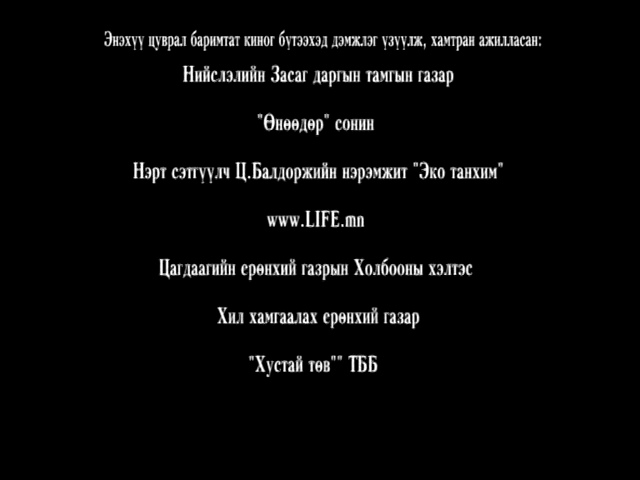 Энэхүү цуврал баримтат киног бүтээхэд дэмжлэг үзүүлж, хамтран ажилласан:
Нийслэлийн Засаг даргын тамгын газар
"Өнөөдөр" сонин
Нэрт сэтгүүлч Ц.Балдоржийн нэрэмжит "Эко танхим"
www.LIFE.mn
Цагдаагийн ерөнхий газрын Холбооны хэлтэс
Хил хамгаалах ерөнхий газар
"Хустай төв"" ТББ